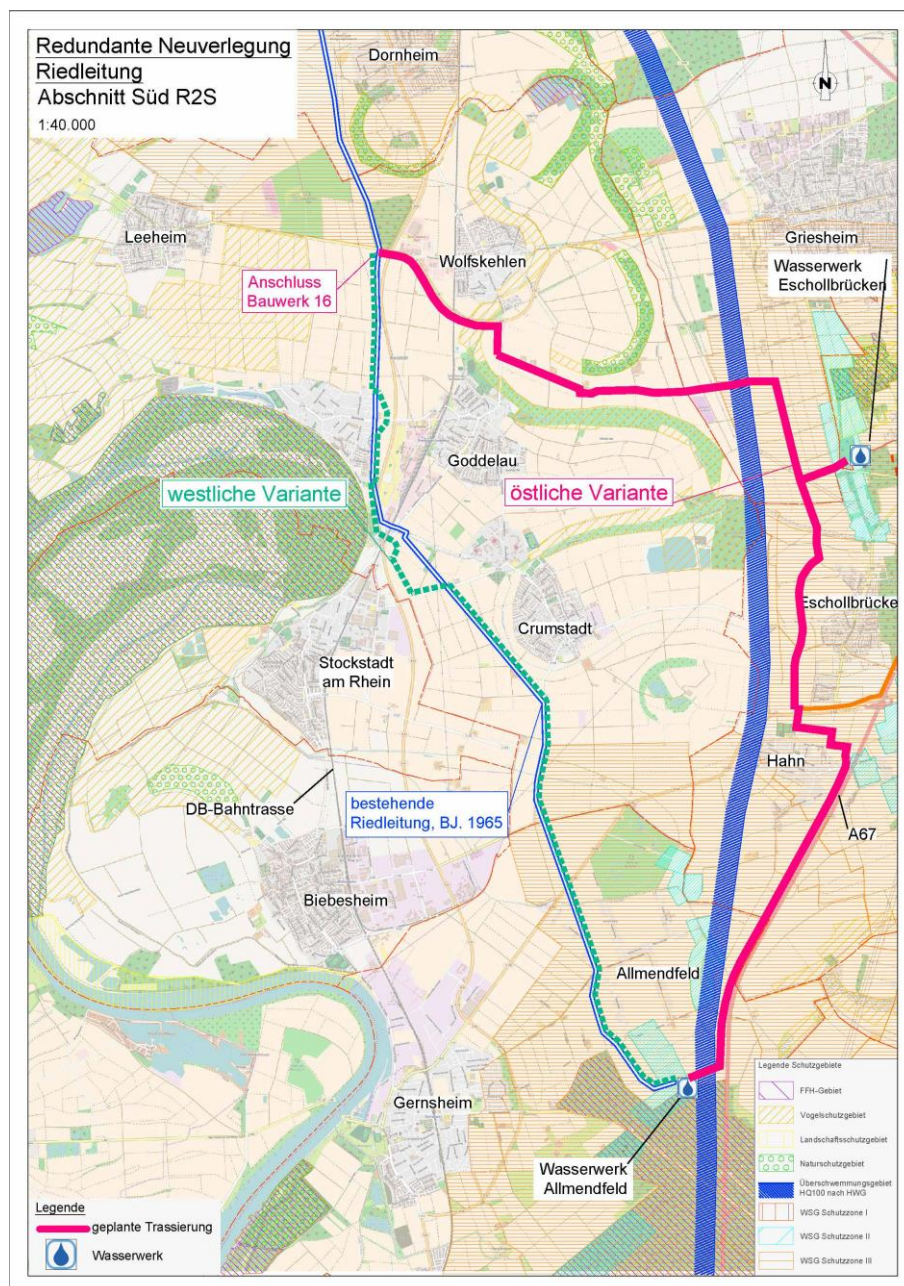 Redundante Neuverlegung
Riedleitung
Abschnitt Süd R2S
1:40.000
Dornheim
N
Leeheim
Wolfskehlen
Griesheim
Anschluss
Bauwerk 16
Wasserwerk
Eschollbrücken
Goddelau
westliche Variante
östliche Variante
Eschollbrücke
Crumstadt
Stockstadt
am Rhein
Hahn
DB-Bahntrasse
bestehende
Riedleitung, BJ. 1965
A67
Biebesheim
Allmendfeld
Gernsheim
Wasserwerk
Allmendfeld
Legende
geplante Trassierung
Wasserwerk
Legende Schutzgebiete
FFH-Gebiet
Vogelschutzgebiet
Landschaftsschutzgebiet
Naturschutzgebiet
Überschwemmungsgebiet
HQ100 nach HWG
WSG Schutzzone I
WSG Schutzzone II
WSG Schutzzone III